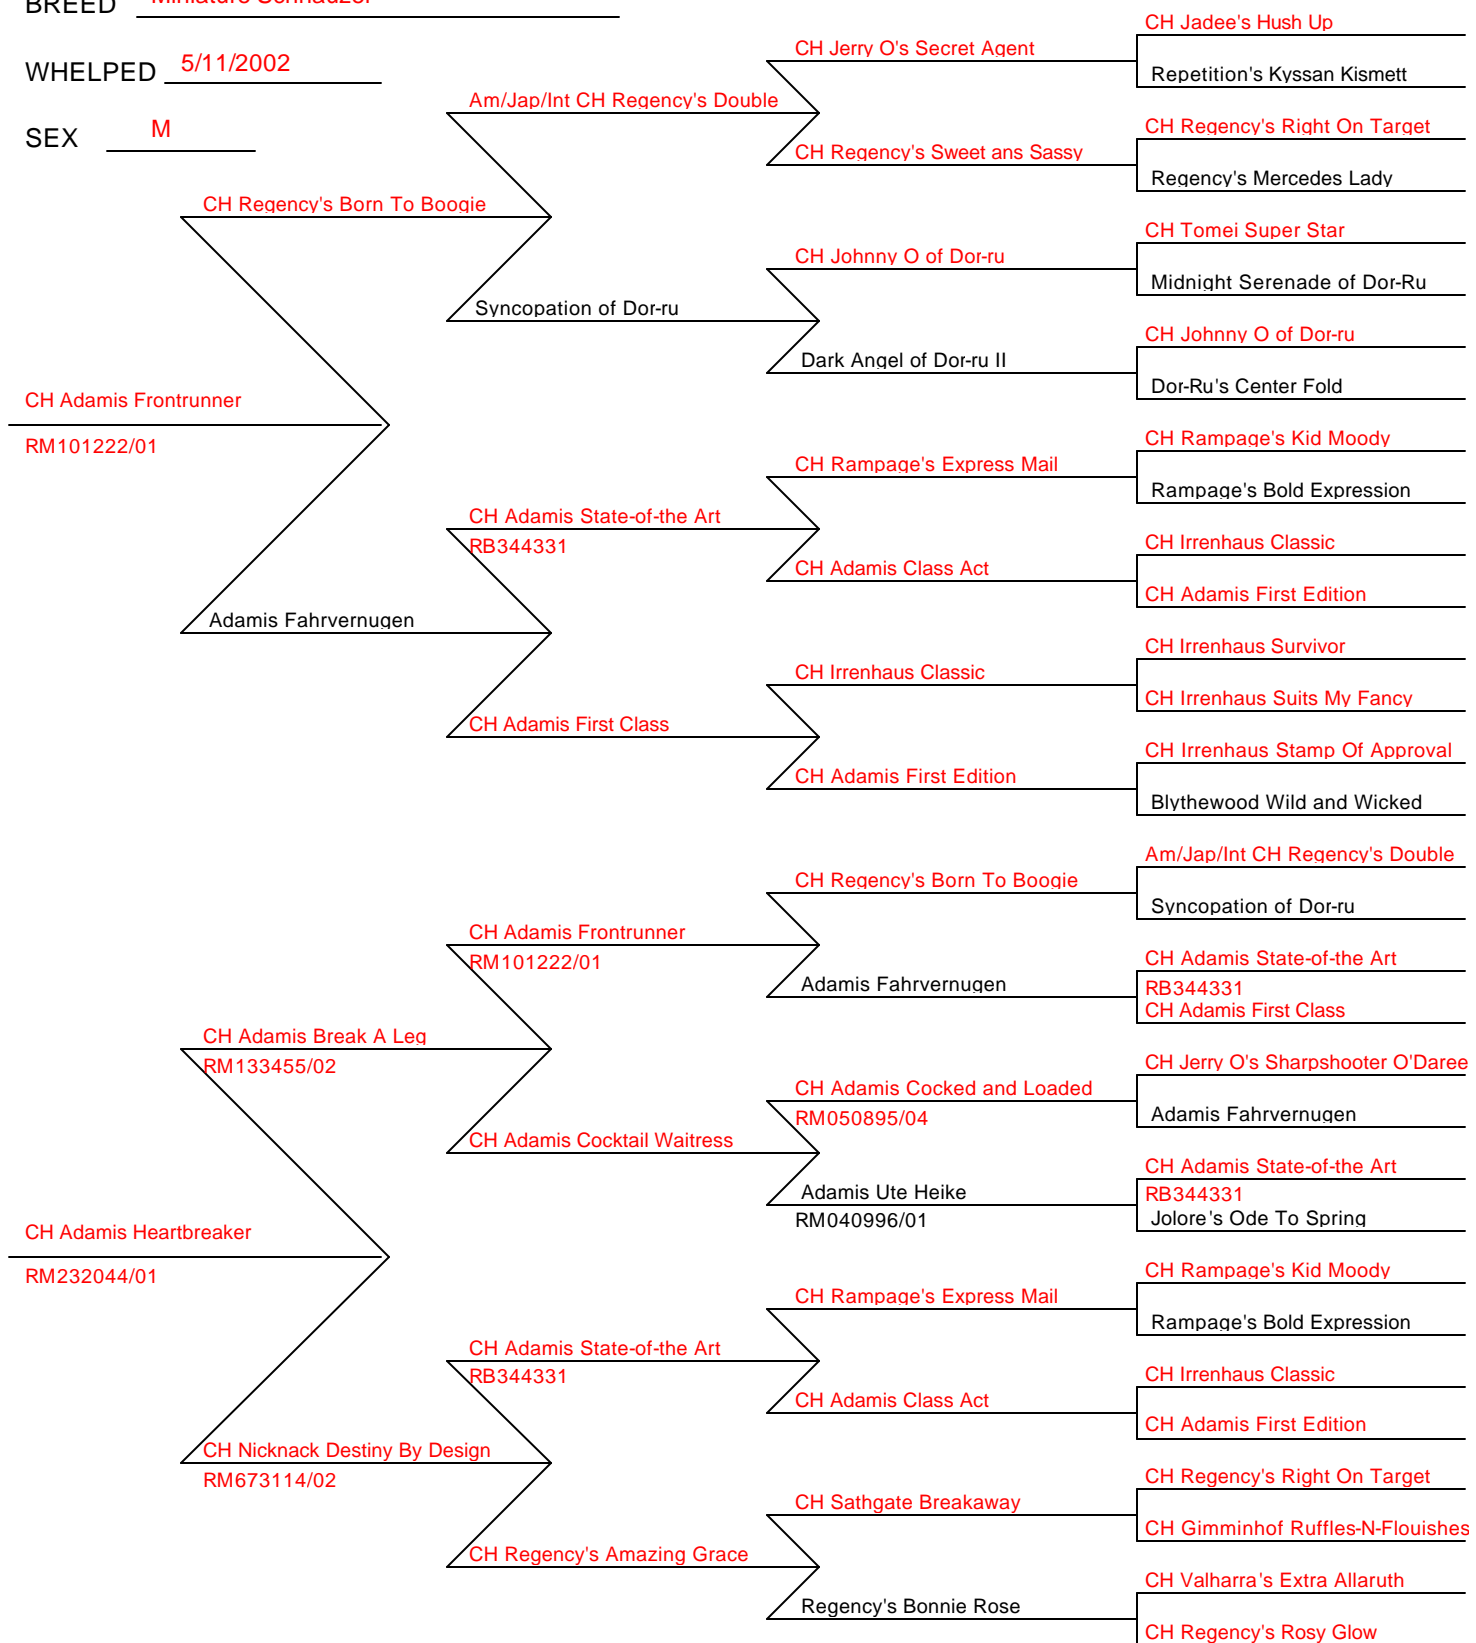 BREED Miniature Schnauzer
WHELPED 5/11/2002
SEX M
CH Adamis Frontrunner
RM101222/01
CH Adamis Heartbreaker
RM232044/01
CH Regency's Born To Boogie
Adamis Fahrvernugen
CH Adamis Break A Leg
RM133455/02
CH Nicknack Destiny By Design
RM673114/02
Am/Jap/Int CH Regency's Double
Syncopation of Dor-ru
CH Adamis State-of-the Art
RB344331
CH Adamis First Class
CH Adamis Frontrunner
RM101222/01
CH Adamis Cocktail Waitress
CH Adamis State-of-the Art
RB344331
CH Regency's Amazing Grace
CH Jerry O's Secret Agent
CH Regency's Sweet ans Sassy
CH Johnny O of Dor-ru
Dark Angel of Dor-ru II
CH Rampage's Express Mail
CH Adamis Class Act
CH Irrenhaus Classic
CH Adamis First Edition
CH Regency's Born To Boogie
Adamis Fahrvernugen
CH Adamis Cocked and Loaded
RM050895/04
Adamis Ute Heike
RM040996/01
CH Rampage's Express Mail
CH Adamis Class Act
CH Sathgate Breakaway
Regency's Bonnie Rose
CH Jadee's Hush Up
Repetition's Kyssan Kismett
CH Regency's Right On Target
Regency's Mercedes Lady
CH Tomei Super Star
Midnight Serenade of Dor-Ru
CH Johnny O of Dor-ru
Dor-Ru's Center Fold
CH Rampage's Kid Moody
Rampage's Bold Expression
CH Irrenhaus Classic
CH Adamis First Edition
CH Irrenhaus Survivor
CH Irrenhaus Suits My Fancy
CH Irrenhaus Stamp Of Approval
Blythewood Wild and Wicked
Am/Jap/Int CH Regency's Double
Syncopation of Dor-ru
CH Adamis State-of-the Art
RB344331
CH Adamis First Class
CH Jerry O's Sharpshooter O'Daree
Adamis Fahrvernugen
CH Adamis State-of-the Art
RB344331
Jolore's Ode To Spring
CH Rampage's Kid Moody
Rampage's Bold Expression
CH Irrenhaus Classic
CH Adamis First Edition
CH Regency's Right On Target
CH Gimminhof Ruffles-N-Flouishes
CH Valharra's Extra Allaruth
CH Regency's Rosy Glow